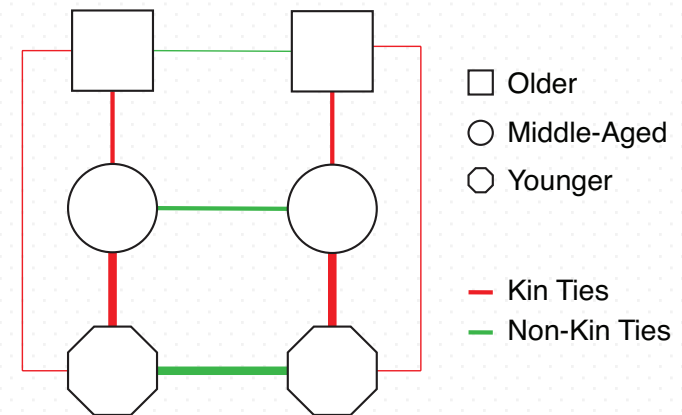 Older
Middle-Aged
Younger
Kin Ties
Non-Kin Ties